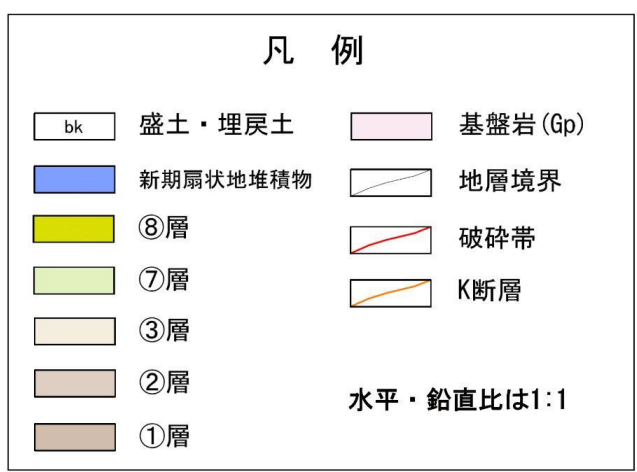 凡 例
bk 盛土・埋戻土
新期扇状地堆積物
⑧層
⑦層
③層
②層
①層
基盤岩(Gp)
地層境界
破砕帯
K断層
水平・鉛直比は1:1